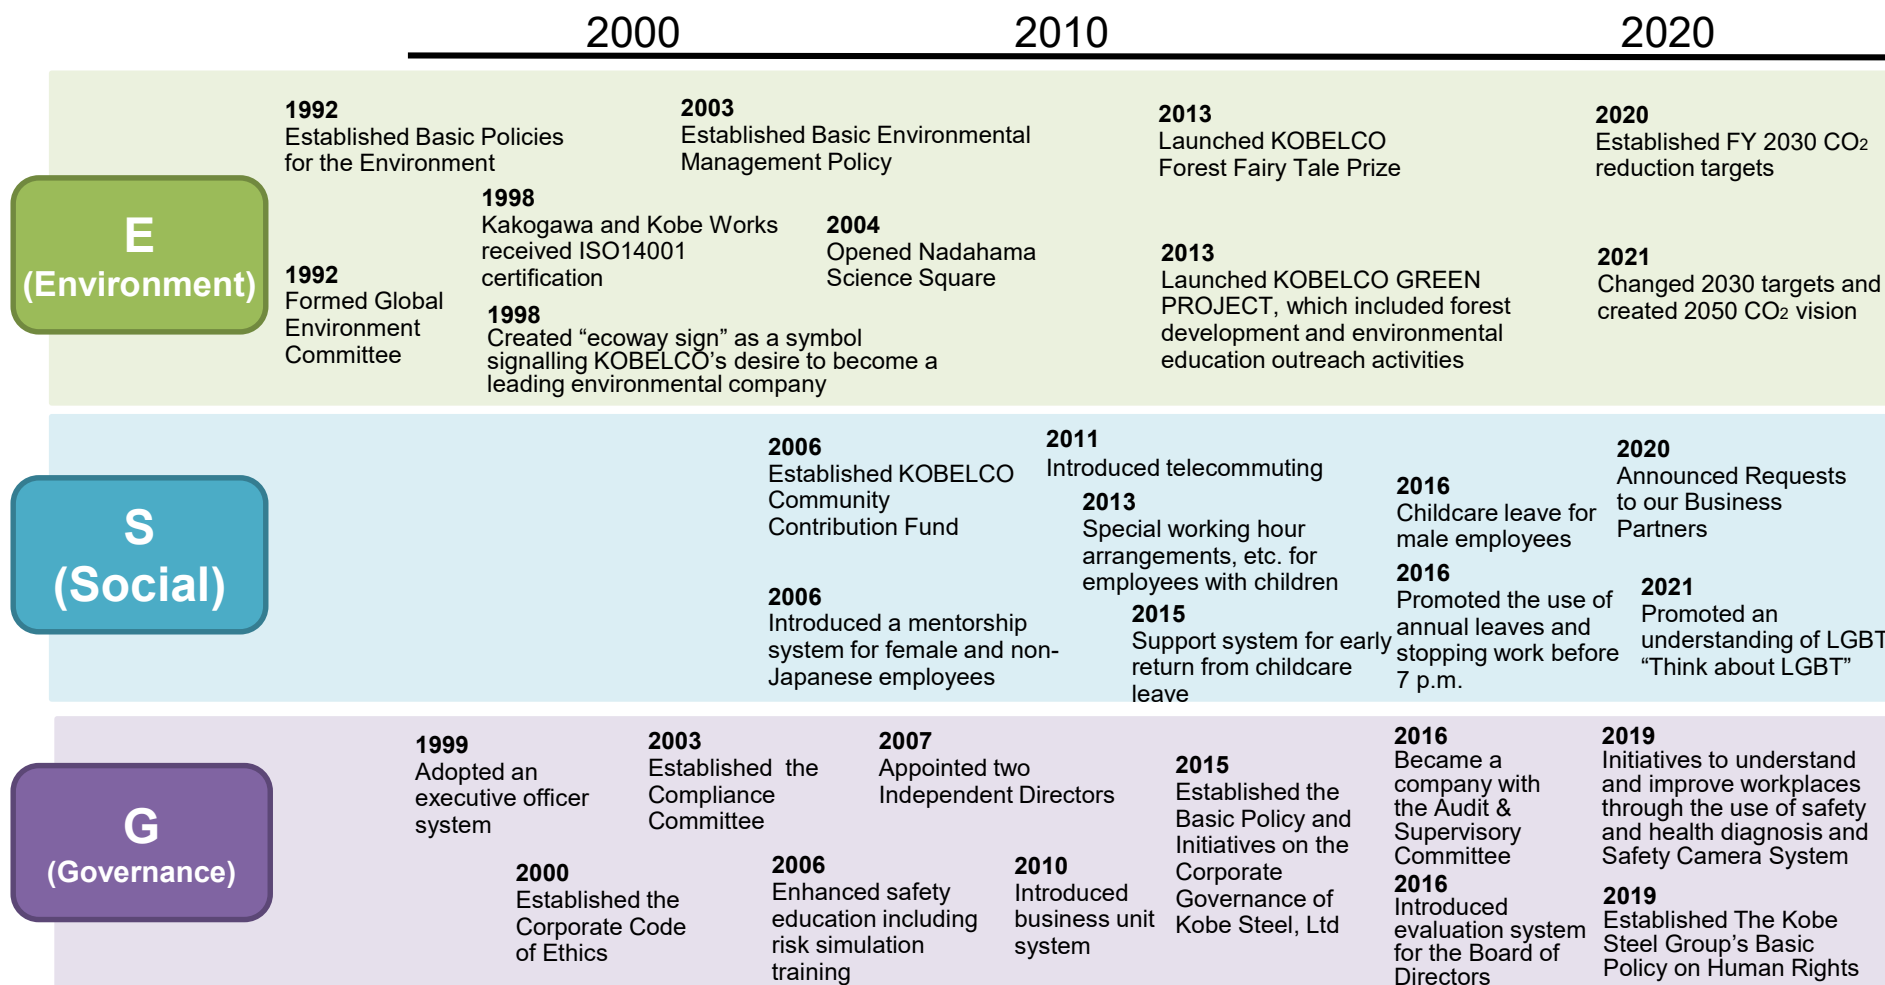 2000
2010
2020
E
(Environment)
1992
Established Basic Policies
for the Environment
1992
Formed Global
Environment
Committee
1998
Kakogawa and Kobe Works
received ISO14001
certification
1998
Created “ecoway sign” as a symbol
signalling KOBELCO’s desire to become a
leading environmental company
2003
Established Basic Environmental
Management Policy
2004
Opened Nadahama
Science Square
2013
Launched KOBELCO
Forest Fairy Tale Prize
2013
Launched KOBELCO GREEN
PROJECT, which included forest
development and environmental
education outreach activities
2020
Established FY 2030 CO₂
reduction targets
2021
Changed 2030 targets and
created 2050 CO₂ vision
S
(Social)
2006
Established KOBELCO
Community
Contribution Fund
2006
Introduced a mentorship
system for female and non-
Japanese employees
2011
Introduced telecommuting
2013
Special working hour
arrangements, etc. for
employees with children
2015
Support system for early
return from childcare
leave
2016
Childcare leave for
male employees
2016
Promoted the use of
annual leaves and
stopping work before
7 p.m.
2020
Announced Requests
to our Business
Partners
2021
Promoted an
understanding of LGBT
“Think about LGBT”
G
(Governance)
1999
Adopted an
executive officer
system
2000
Established the
Corporate Code
of Ethics
2003
Established the
Compliance
Committee
2006
Enhanced safety
education including
risk simulation
training
2007
Appointed two
Independent Directors
2010
Introduced
business unit
system
2015
Established the
Basic Policy and
Initiatives on the
Corporate
Governance of
Kobe Steel, Ltd
2016
Became a
company with
the Audit &
Supervisory
Committee
2016
Introduced
evaluation system
for the Board of
Directors
2019
Initiatives to understand
and improve workplaces
through the use of safety
and health diagnosis and
Safety Camera System
2019
Established The Kobe
Steel Group’s Basic
Policy on Human Rights